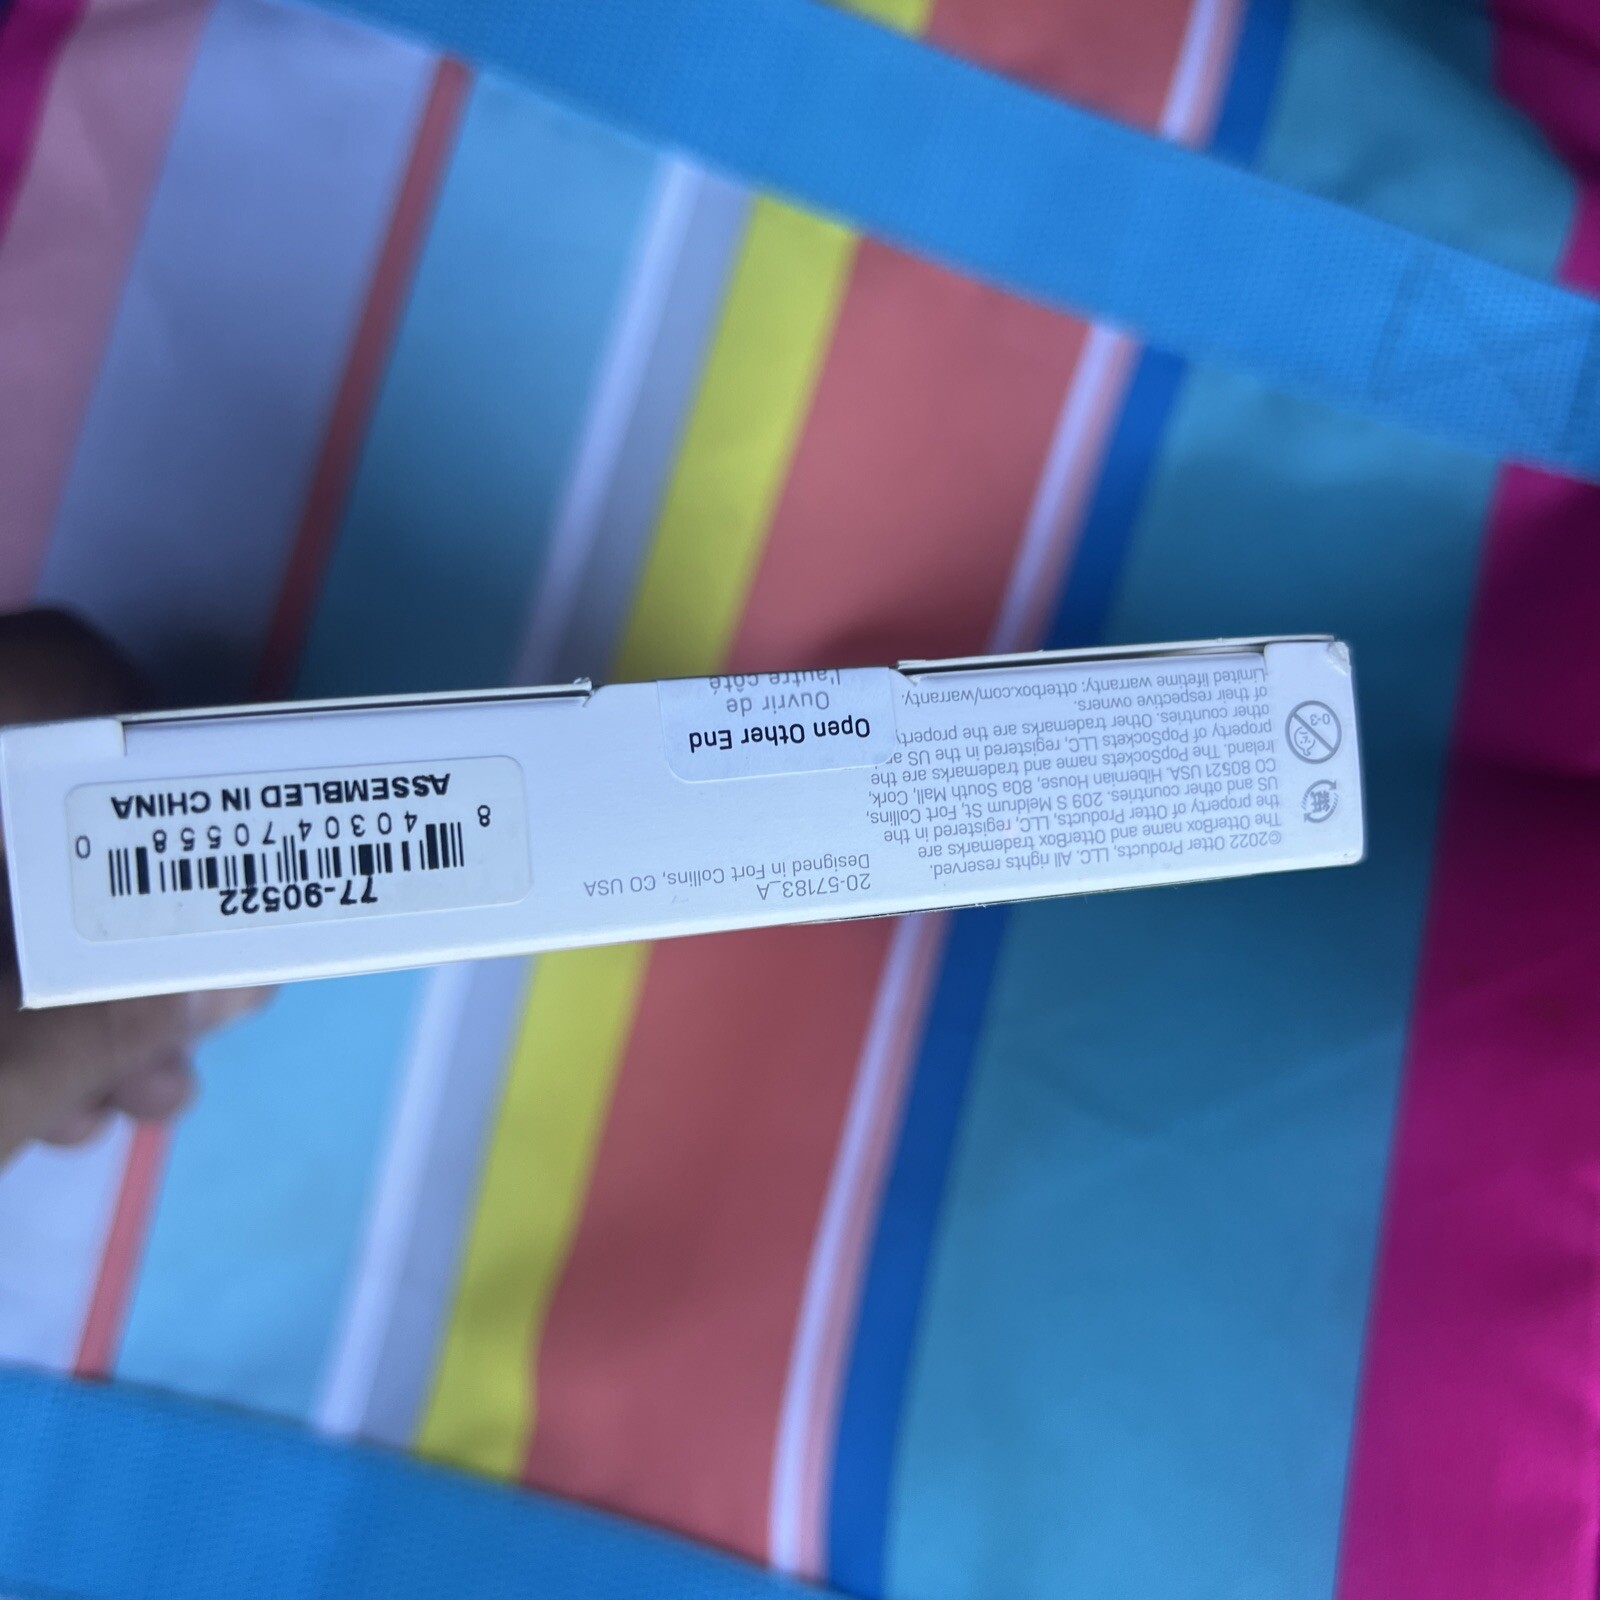 ©2022 Otter Products, LLC, All rights reserved.
The OtterBox name and OtterBox trademarks are
the property of Otter Products, LLC, registered in the
US and other countries. 209 S Meldrum St, Fort Collins,
CO 80521 USA. Hibernian House, 80a South Mall, Cork,
Ireland. The PopSockets name and trademarks are the
property of PopSockets LLC, registered in the US and
other countries. Other trademarks are the property
of their respective owners.
Limited lifetime warranty; otterbox.com/warranty.
0-3
20-57183_A
Designed in Fort Collins, CO USA
Open Other End
Ouvrir de
l'autre côté
77-90522
8 40304 70558 0
ASSEMBLED IN CHINA